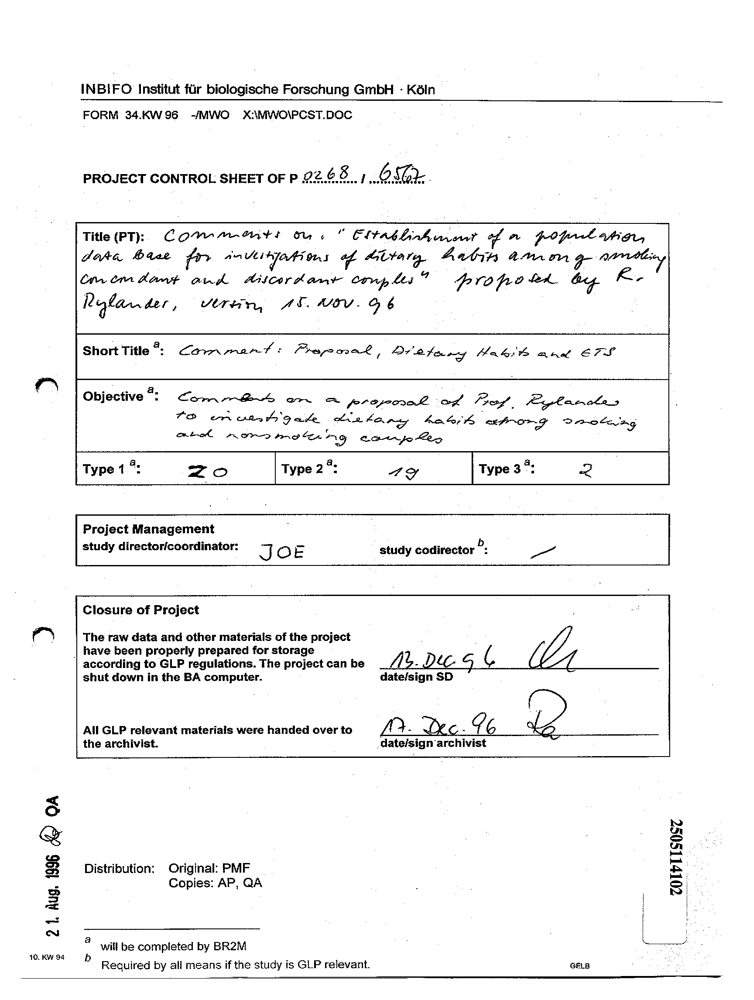 INBIFO Institut für biologische Forschung GmbH · Köln
FORM 34.KW 96 -/MWO X:\MWO\PCST.DOC
PROJECT CONTROL SHEET OF P 0268 / 6567
Title (PT): Comments on: "Establishment of a population
data base for investigations of dietary habits among smoking
concordant and discordant couples" proposed by R.
Rylander, version 15. Nov. 96
Short Title a: Comment: Proposal, Dietary Habits and ETS
Objective a: Comments on a proposal of Prof. Rylander
to investigate dietary habits among smoking
and nonsmoking couples
Type 1 a: 20 Type 2 a: 19 Type 3 a: 2
Project Management
study director/coordinator: JOE study codirector b: /
Closure of Project
The raw data and other materials of the project
have been properly prepared for storage
according to GLP regulations. The project can be
shut down in the BA computer.
13. Dec. 96
date/sign SD
All GLP relevant materials were handed over to
the archivist.
17. Dec. 96
date/sign archivist
21. Aug. 1996 QA
2505114102
Distribution: Original: PMF
Copies: AP, QA
a will be completed by BR2M
b Required by all means if the study is GLP relevant.
10. KW 94
GELB